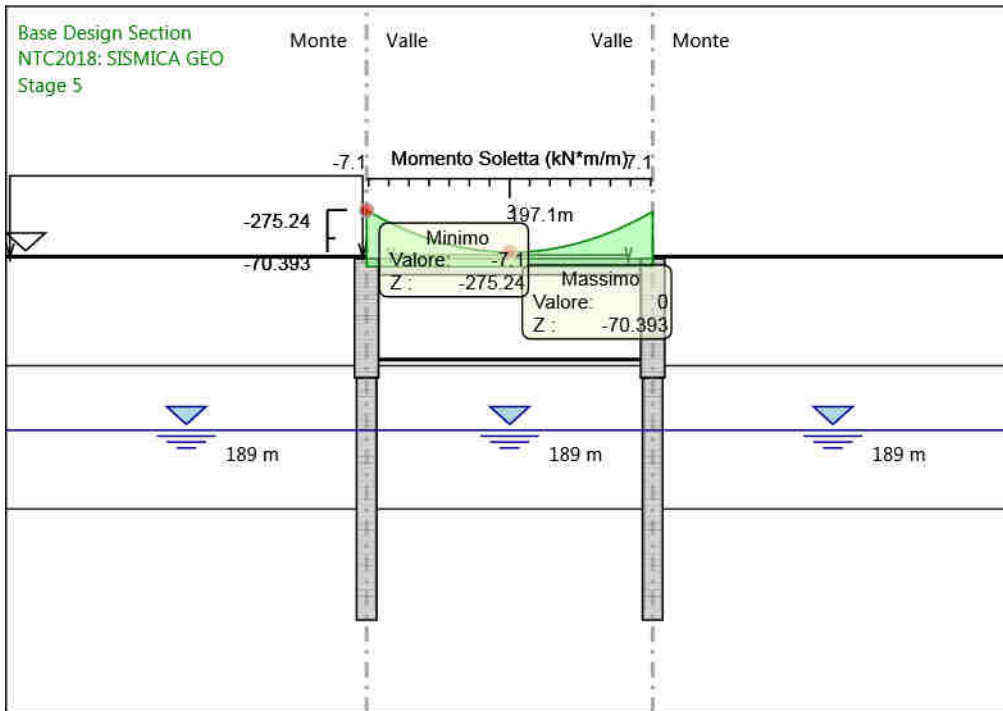 Base Design Section
NTC2018: SISMICA GEO
Stage 5
Monte
Valle
Valle
Monte
-7.1
Momento Soletta (kN*m/m)
7.1
-275.24
-70.393
197.1m
Minimo
Valore: -7.1
Z : -275.24
Massimo
Valore: 0
Z : -70.393
189 m
189 m
189 m